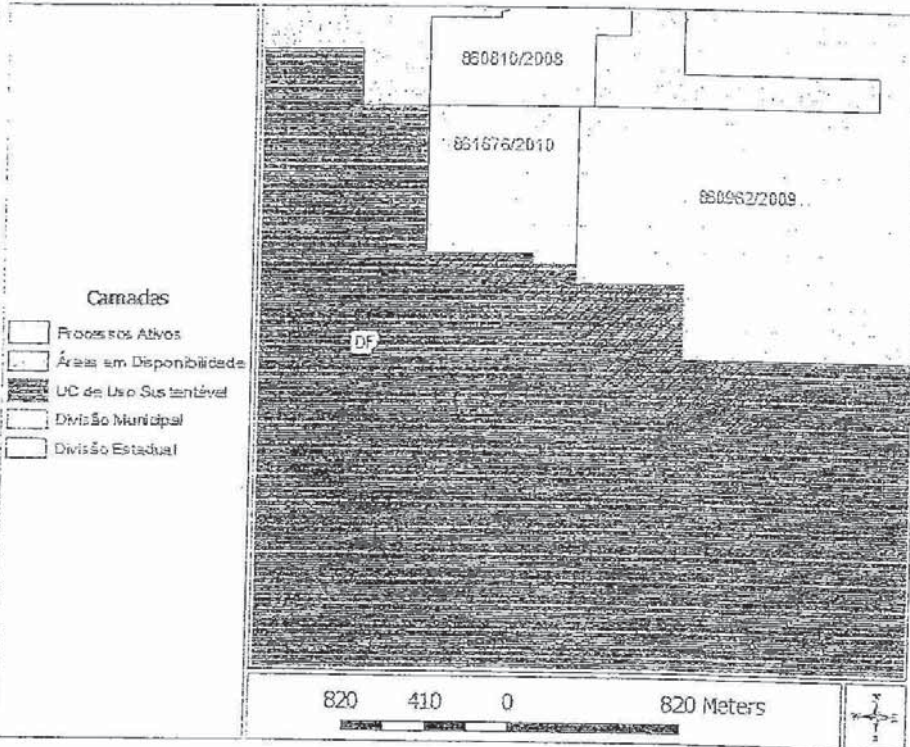 860810/2008
861676/2010
860962/2009
DF
Camadas
Processos Ativos
Áreas em Disponibilidade
UC de Uso Sustentável
Divisão Municipal
Divisão Estadual
820 410 0 820 Meters